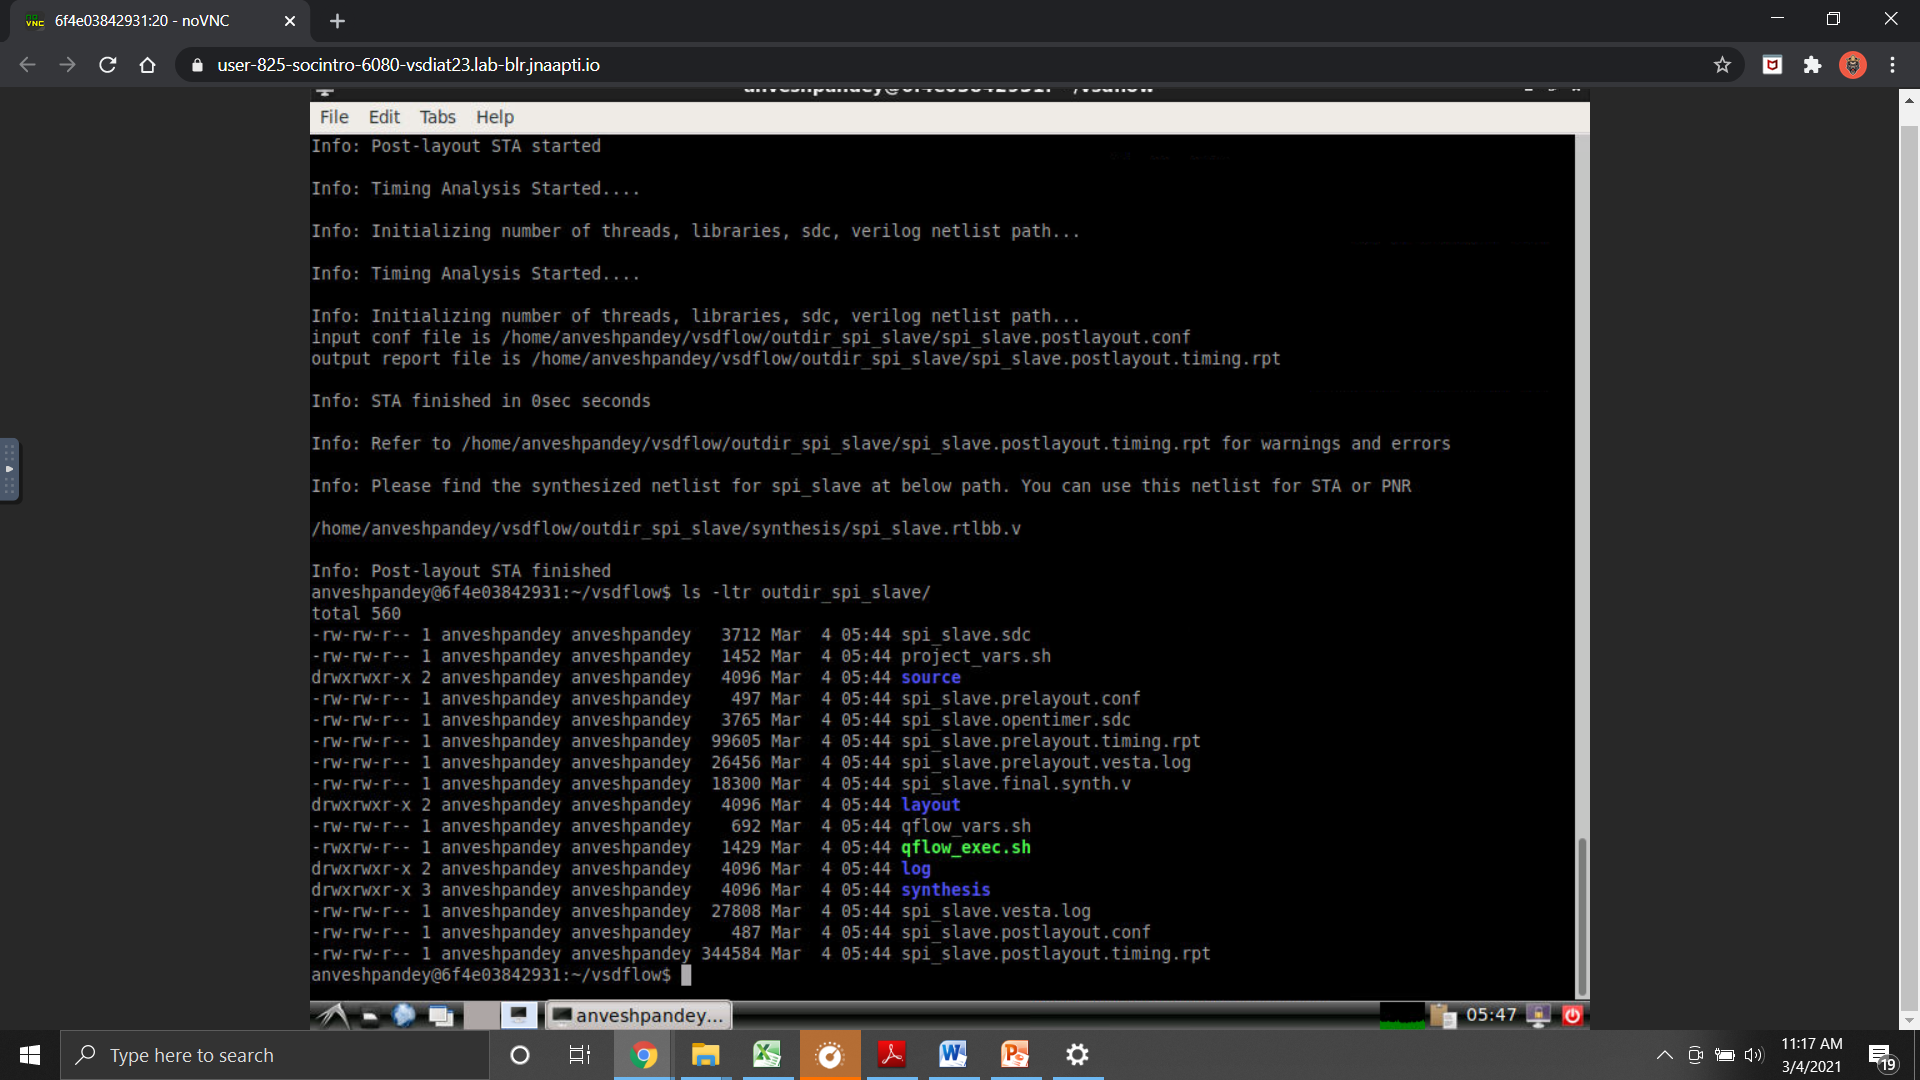 6f4e03842931:20 - noVNC
user-825-socintro-6080-vsdiat23.lab-blr.jnaapti.io
anveshpandey@6f4e03842931: ~/vsdflow
File Edit Tabs Help
Info: Post-layout STA started
Info: Timing Analysis Started....
Info: Initializing number of threads, libraries, sdc, verilog netlist path...
Info: Timing Analysis Started....
Info: Initializing number of threads, libraries, sdc, verilog netlist path...
input conf file is /home/anveshpandey/vsdflow/outdir_spi_slave/spi_slave.postlayout.conf
output report file is /home/anveshpandey/vsdflow/outdir_spi_slave/spi_slave.postlayout.timing.rpt
Info: STA finished in 0sec seconds
Info: Refer to /home/anveshpandey/vsdflow/outdir_spi_slave/spi_slave.postlayout.timing.rpt for warnings and errors
Info: Please find the synthesized netlist for spi_slave at below path. You can use this netlist for STA or PNR
/home/anveshpandey/vsdflow/outdir_spi_slave/synthesis/spi_slave.rtlbb.v
Info: Post-layout STA finished
anveshpandey@6f4e03842931:~/vsdflow$ ls -ltr outdir_spi_slave/
total 560
-rw-rw-r-- 1 anveshpandey anveshpandey   3712 Mar  4 05:44 spi_slave.sdc
-rw-rw-r-- 1 anveshpandey anveshpandey   1452 Mar  4 05:44 project_vars.sh
drwxrwxr-x 2 anveshpandey anveshpandey   4096 Mar  4 05:44 source
-rw-rw-r-- 1 anveshpandey anveshpandey    497 Mar  4 05:44 spi_slave.prelayout.conf
-rw-rw-r-- 1 anveshpandey anveshpandey   3765 Mar  4 05:44 spi_slave.opentimer.sdc
-rw-rw-r-- 1 anveshpandey anveshpandey  99605 Mar  4 05:44 spi_slave.prelayout.timing.rpt
-rw-rw-r-- 1 anveshpandey anveshpandey  26456 Mar  4 05:44 spi_slave.prelayout.vesta.log
-rw-rw-r-- 1 anveshpandey anveshpandey  18300 Mar  4 05:44 spi_slave.final.synth.v
drwxrwxr-x 2 anveshpandey anveshpandey   4096 Mar  4 05:44 layout
-rw-rw-r-- 1 anveshpandey anveshpandey    692 Mar  4 05:44 qflow_vars.sh
-rwxrw-r-- 1 anveshpandey anveshpandey   1429 Mar  4 05:44 qflow_exec.sh
drwxrwxr-x 2 anveshpandey anveshpandey   4096 Mar  4 05:44 log
drwxrwxr-x 3 anveshpandey anveshpandey   4096 Mar  4 05:44 synthesis
-rw-rw-r-- 1 anveshpandey anveshpandey  27808 Mar  4 05:44 spi_slave.vesta.log
-rw-rw-r-- 1 anveshpandey anveshpandey    487 Mar  4 05:44 spi_slave.postlayout.conf
-rw-rw-r-- 1 anveshpandey anveshpandey 344584 Mar  4 05:44 spi_slave.postlayout.timing.rpt
anveshpandey@6f4e03842931:~/vsdflow$
anveshpandey... 05:47
Type here to search
11:17 AM
3/4/2021
19